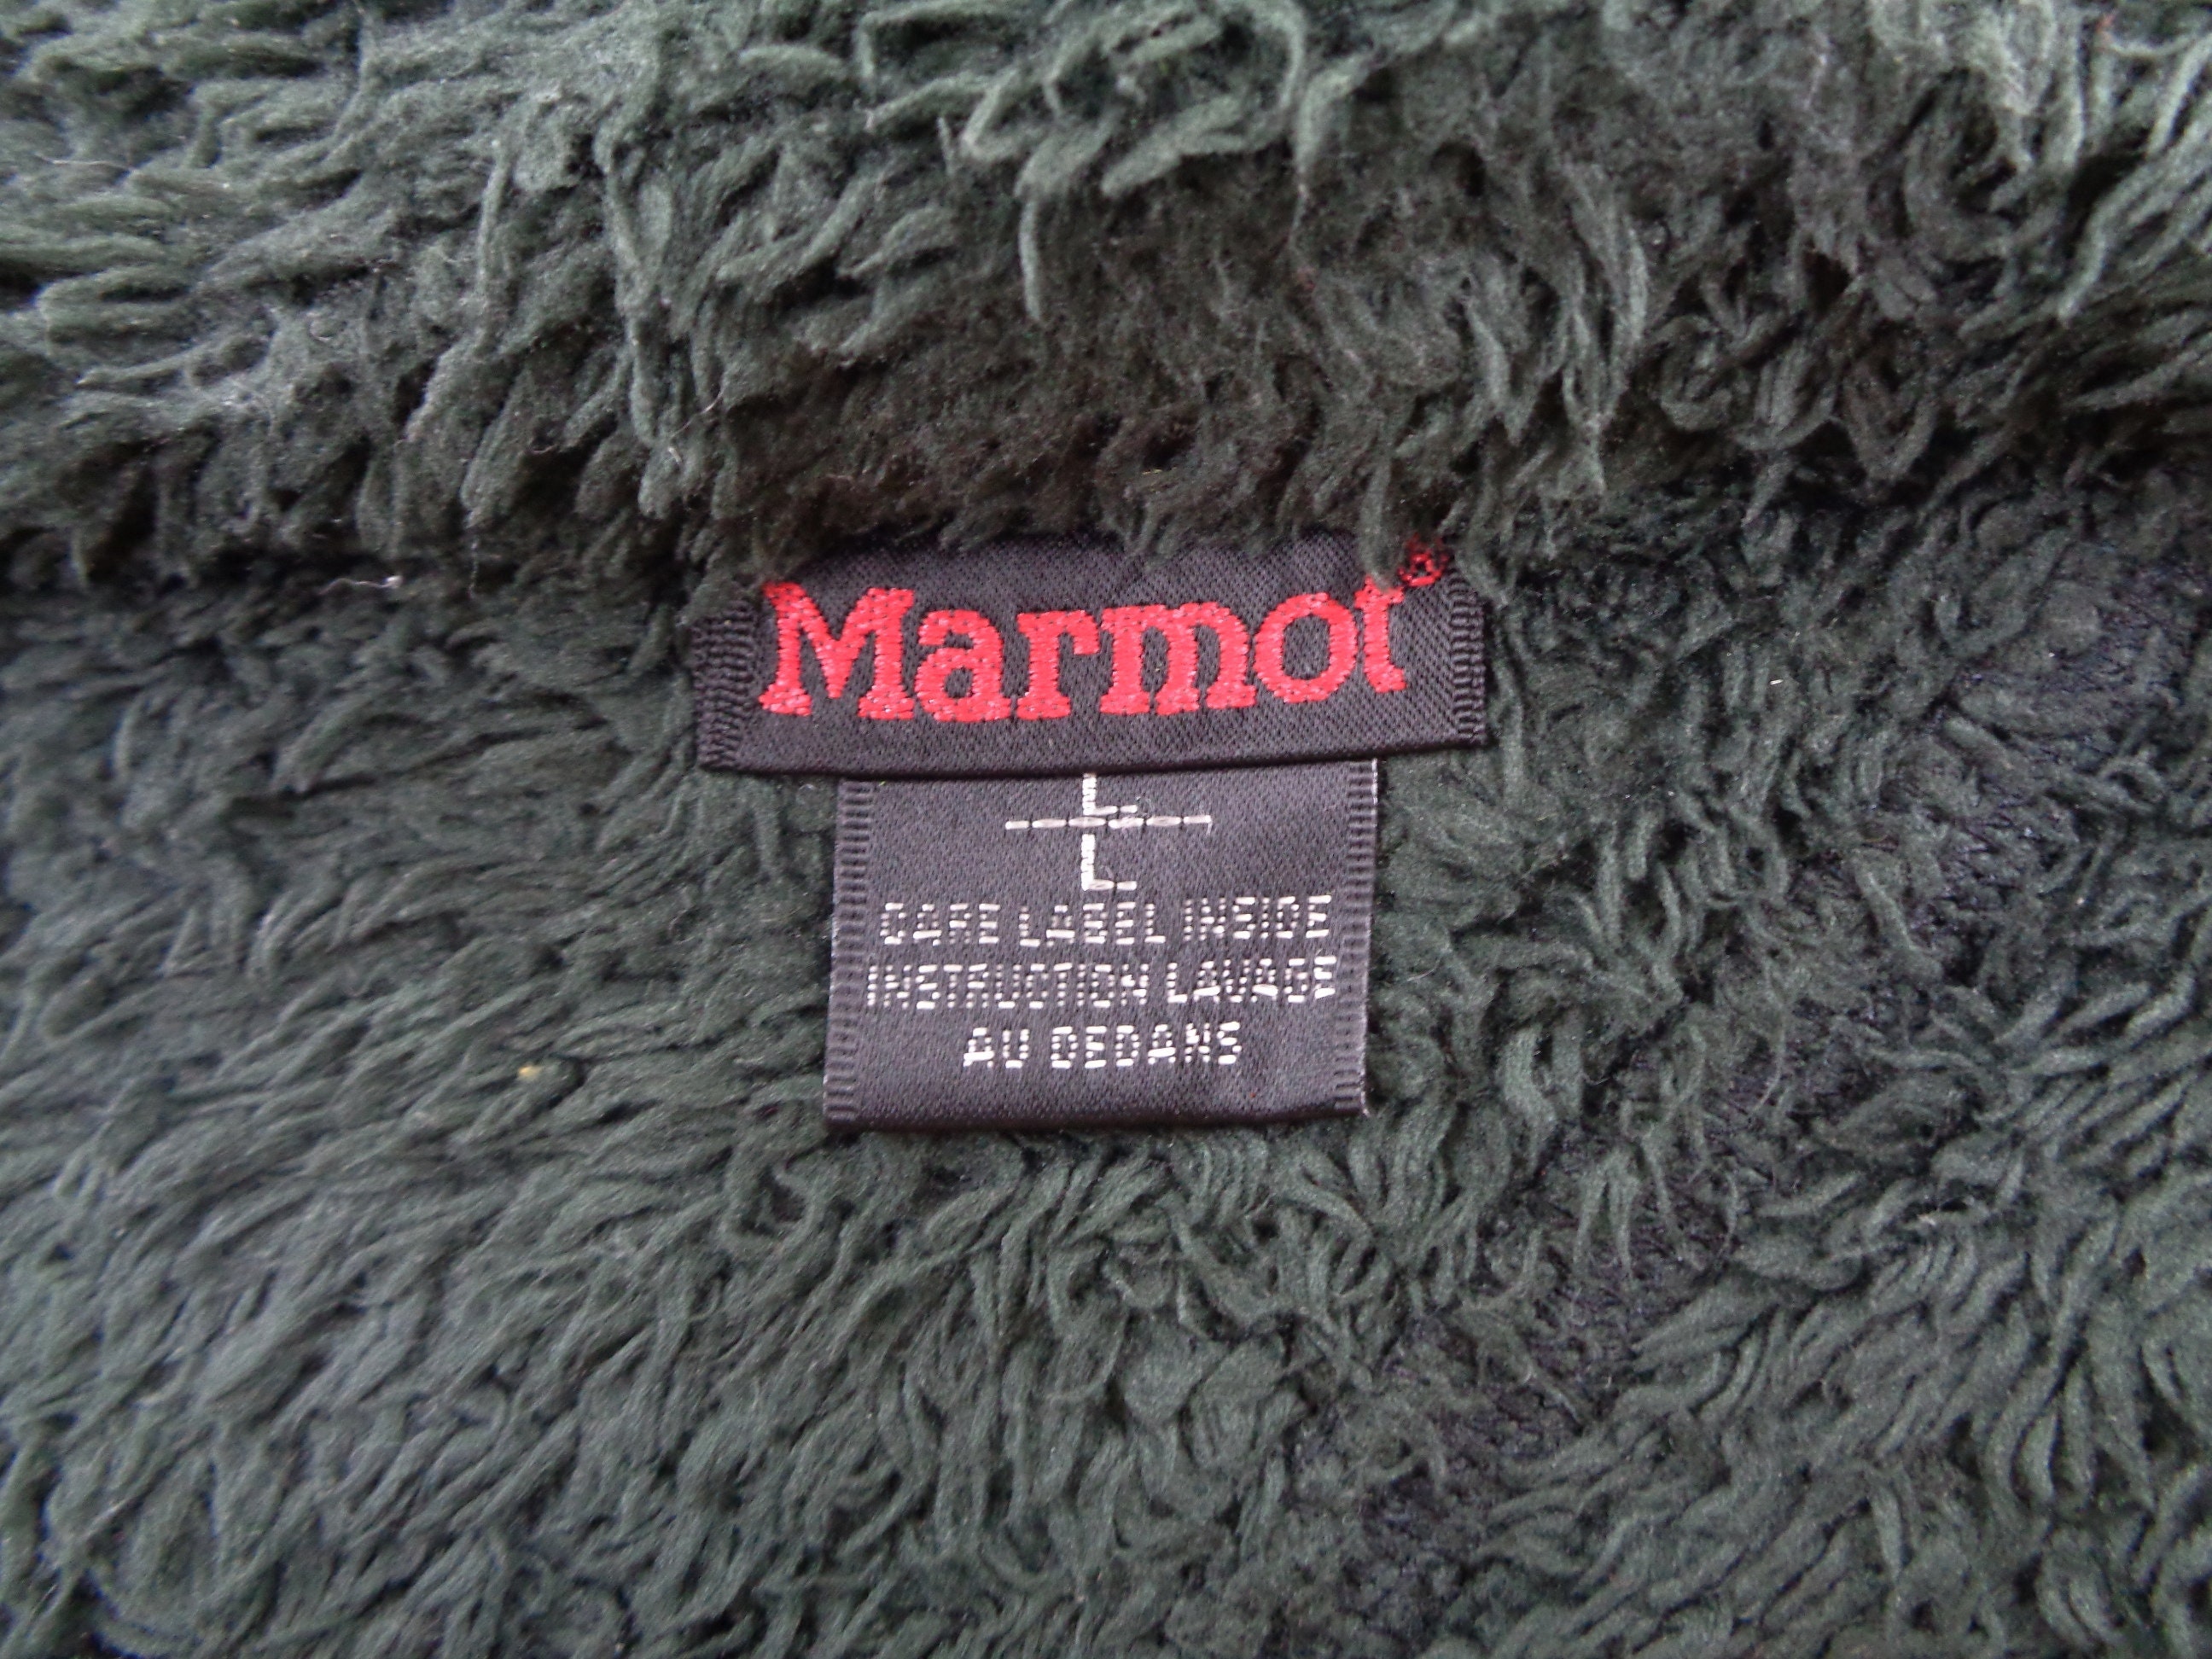 Marmot®
L
L
CARE LABEL INSIDE
INSTRUCTION LAVAGE
AU DEDANS